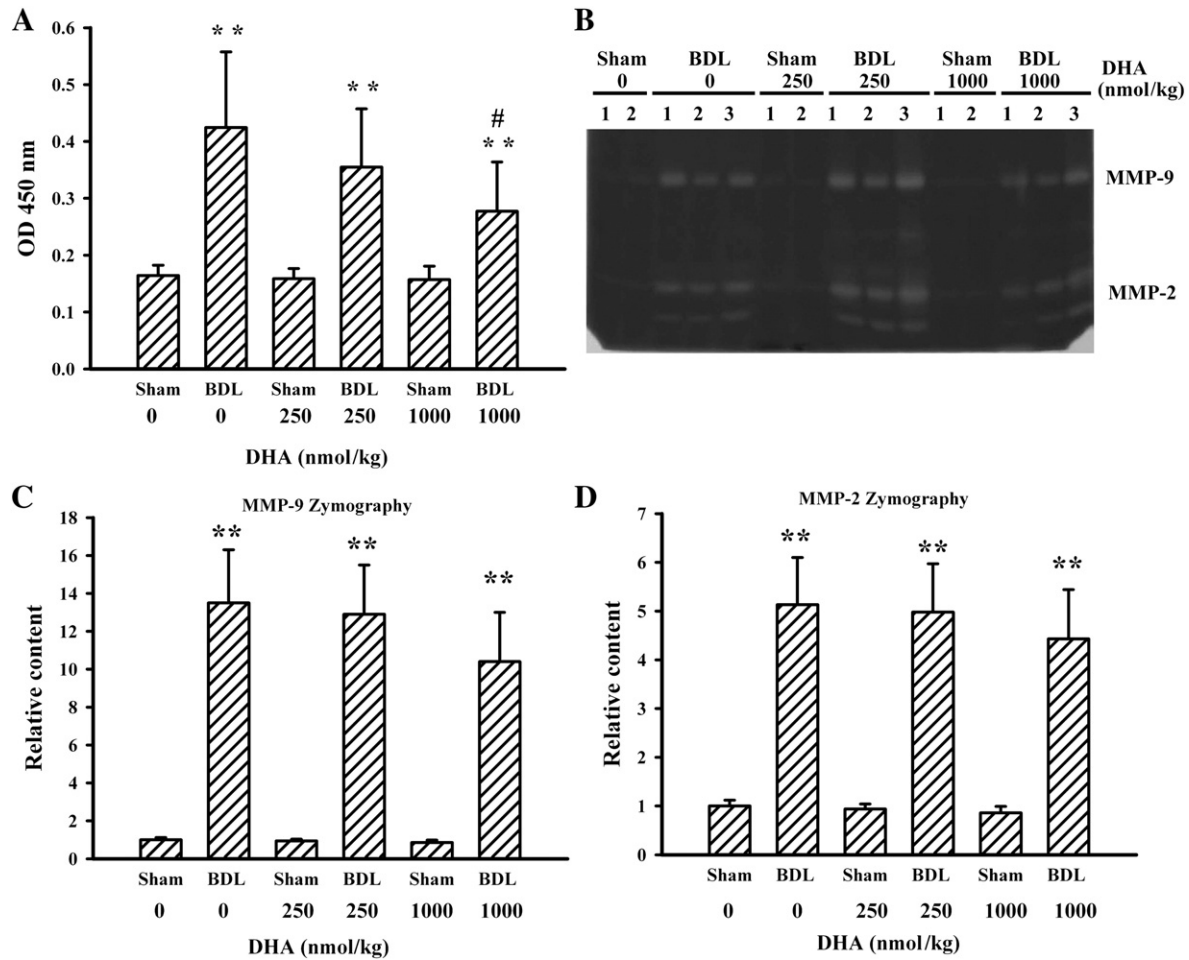 A
0.6
0.5
0.4
0.3
0.2
0.1
0.0
OD 450 nm
** ** # **
Sham BDL Sham BDL Sham BDL
0 0 250 250 1000 1000
DHA (nmol/kg)
B
Sham BDL Sham BDL Sham BDL DHA
0 0 250 250 1000 1000 (nmol/kg)
1 2 1 2 3 1 2 1 2 3 1 2 1 2 3
MMP-9
MMP-2
C
MMP-9 Zymography
18
16
14
12
10
8
6
4
2
0
Relative content
** ** **
Sham BDL Sham BDL Sham BDL
0 0 250 250 1000 1000
DHA (nmol/kg)
D
MMP-2 Zymography
7
6
5
4
3
2
1
0
Relative content
** ** **
Sham BDL Sham BDL Sham BDL
0 0 250 250 1000 1000
DHA (nmol/kg)